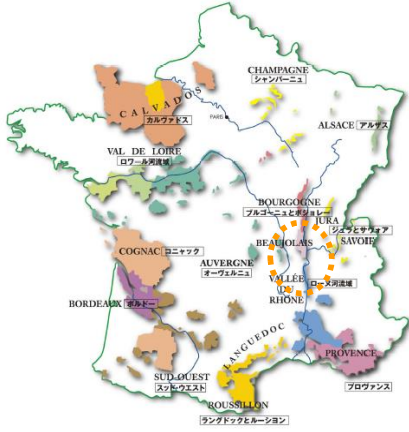 CHAMPAGNE
シャンパーニュ
CALVADOS
カルヴァドス
PARIS
ALSACE アルザス
VAL DE LOIRE
ロワール河流域
BOURGOGNE
ブルゴーニュとボジョレー
JURA
ジュラとサヴォア
BEAUJOLAIS
SAVOIE
COGNAC コニャック
AUVERGNE
オーヴェルニュ
VALLÉE
DU
RHÔNE
ローヌ河流域
BORDEAUX ボルドー
LANGUEDOC
PROVENCE
プロヴァンス
SUD-OUEST
スッド・ウエスト
ROUSSILLON
ラングドックとルーション